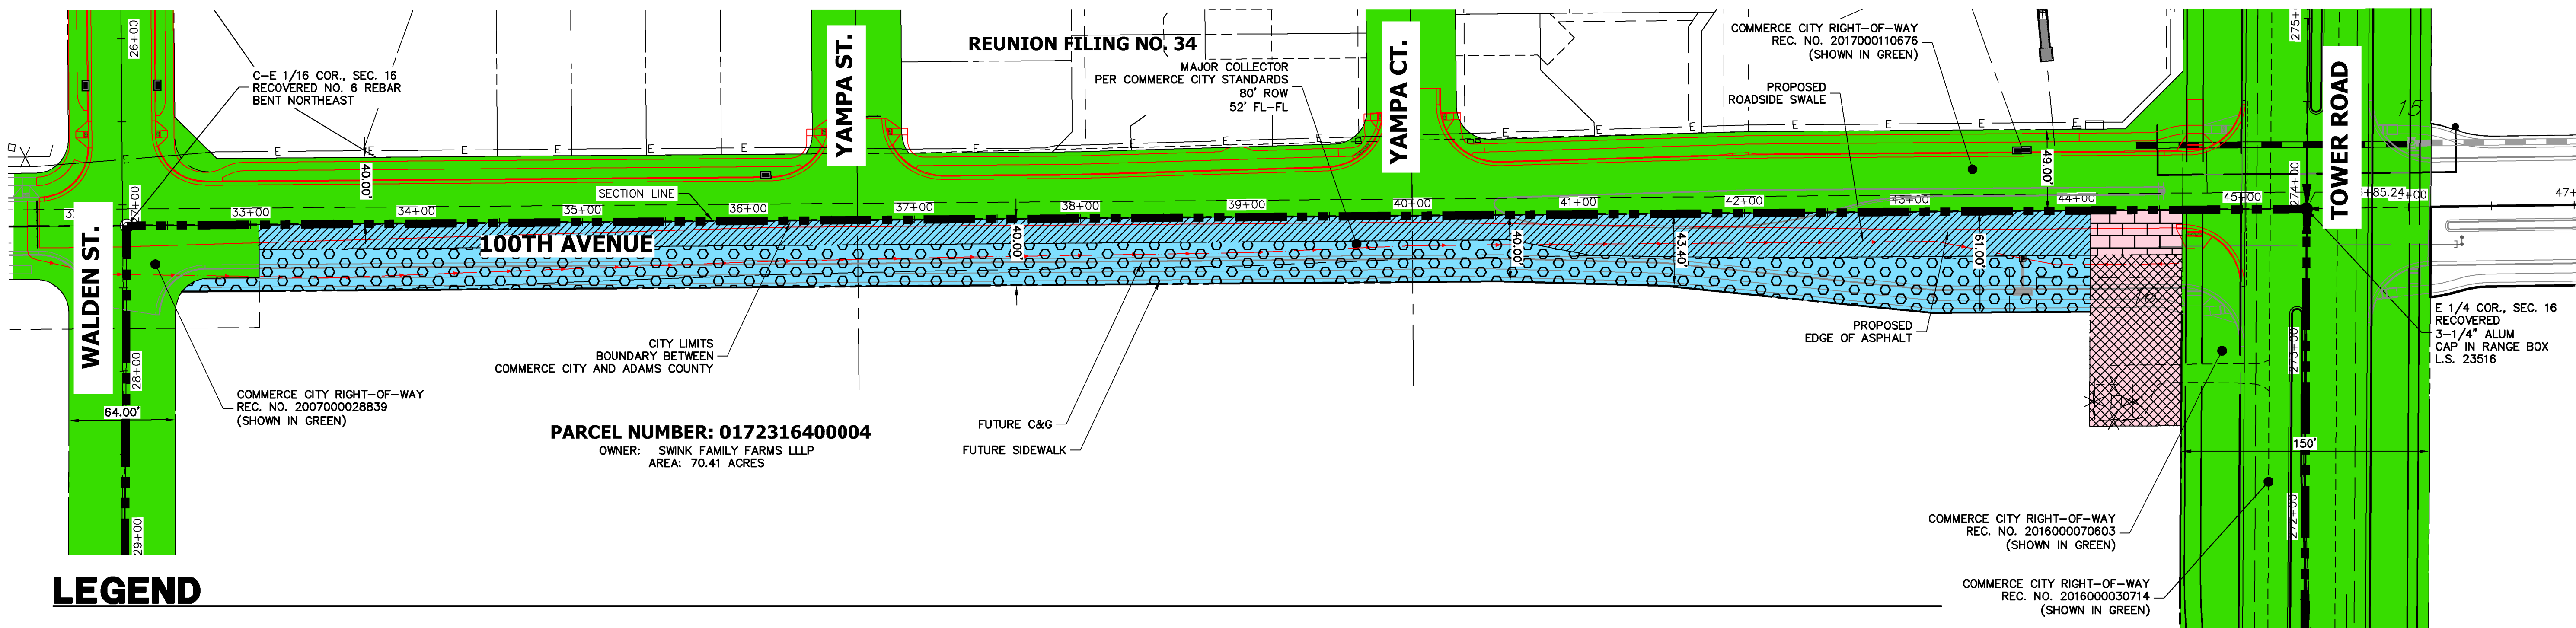 26+00
C-E 1/16 COR., SEC. 16
RECOVERED NO. 6 REBAR
BENT NORTHEAST
YAMPA ST.
REUNION FILING NO. 34
MAJOR COLLECTOR
PER COMMERCE CITY STANDARDS
80' ROW
52' FL-FL
YAMPA CT.
COMMERCE CITY RIGHT-OF-WAY
REC. NO. 2017000110676
(SHOWN IN GREEN)
PROPOSED
ROADSIDE SWALE
TOWER ROAD
15
E E E E E E E E E E E E E E E E E E
40.00'
49.00'
SECTION LINE
27+00
33+00
34+00
35+00
36+00
37+00
38+00
39+00
40+00
41+00
42+00
43+00
44+00
45+00
274+00
47+
WALDEN ST.
100TH AVENUE
40.00'
40.00'
43.40'
61.00'
28+00
CITY LIMITS
BOUNDARY BETWEEN
COMMERCE CITY AND ADAMS COUNTY
PROPOSED
EDGE OF ASPHALT
273+00
E 1/4 COR., SEC. 16
RECOVERED
3-1/4" ALUM
CAP IN RANGE BOX
L.S. 23516
COMMERCE CITY RIGHT-OF-WAY
REC. NO. 2007000028839
(SHOWN IN GREEN)
64.00'
FUTURE C&G
FUTURE SIDEWALK
PARCEL NUMBER: 0172316400004
OWNER: SWINK FAMILY FARMS LLLP
AREA: 70.41 ACRES
150'
29+00
272+00
COMMERCE CITY RIGHT-OF-WAY
REC. NO. 2016000070603
(SHOWN IN GREEN)
COMMERCE CITY RIGHT-OF-WAY
REC. NO. 2016000030714
(SHOWN IN GREEN)
LEGEND